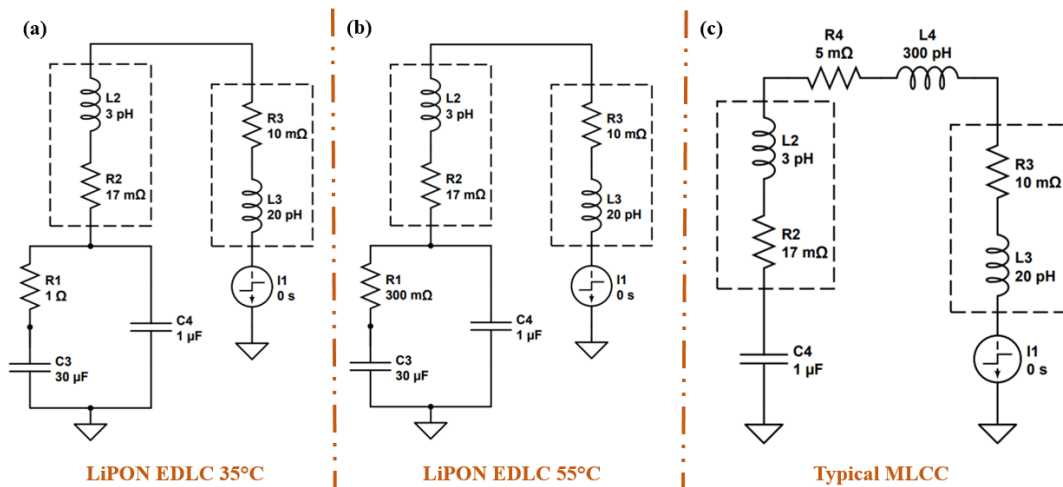 (a)
L2
3 pH
R2
17 mΩ
R3
10 mΩ
L3
20 pH
R1
1 Ω
C3
30 µF
C4
1 µF
I1
0 s
LiPON EDLC 35°C
(b)
L2
3 pH
R2
17 mΩ
R3
10 mΩ
L3
20 pH
R1
300 mΩ
C3
30 µF
C4
1 µF
I1
0 s
LiPON EDLC 55°C
(c)
R4
5 mΩ
L4
300 pH
L2
3 pH
R2
17 mΩ
R3
10 mΩ
L3
20 pH
C4
1 µF
I1
0 s
Typical MLCC